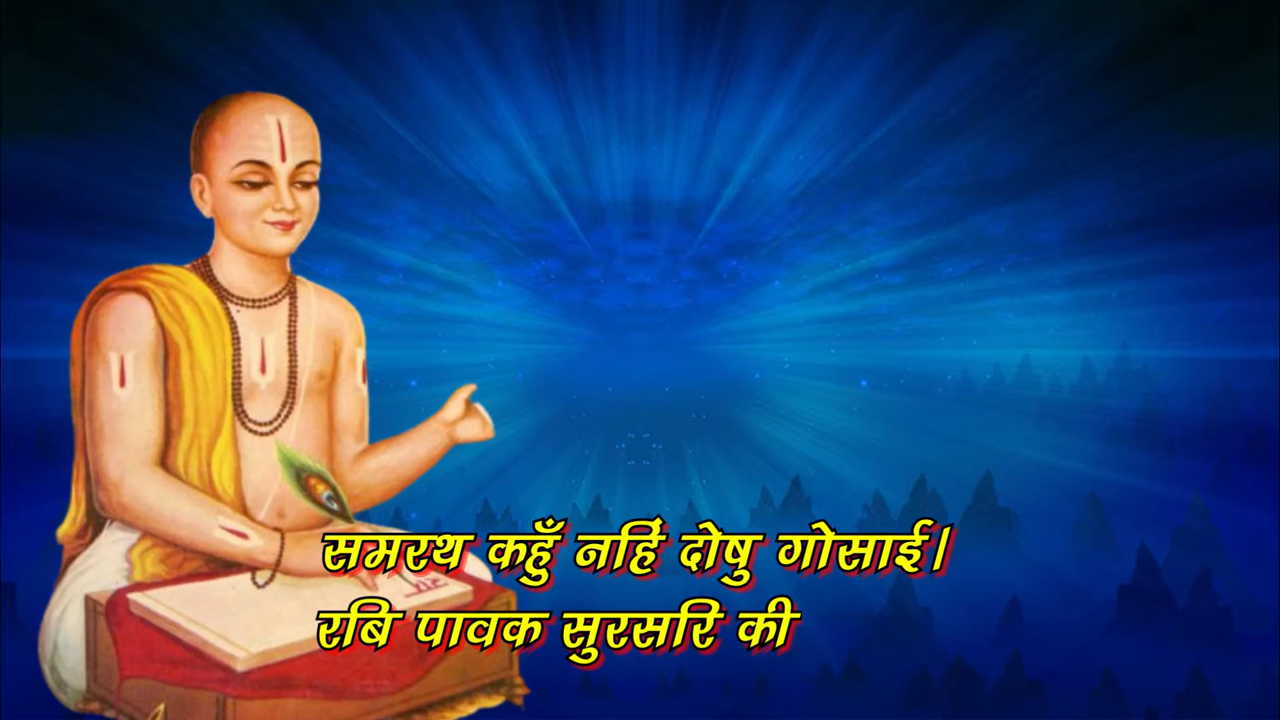 समरथ कहुँ नहिं दोषु गोसाईं।
रबि पावक सुरसरि की